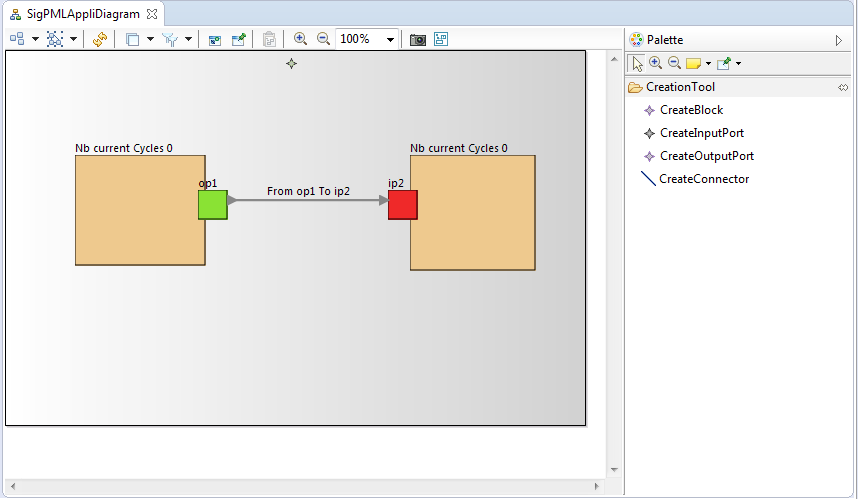 SigPMLAppliDiagram
100%
Nb current Cycles 0
Nb current Cycles 0
op1
From op1 To ip2
ip2
Palette
CreationTool
CreateBlock
CreateInputPort
CreateOutputPort
CreateConnector